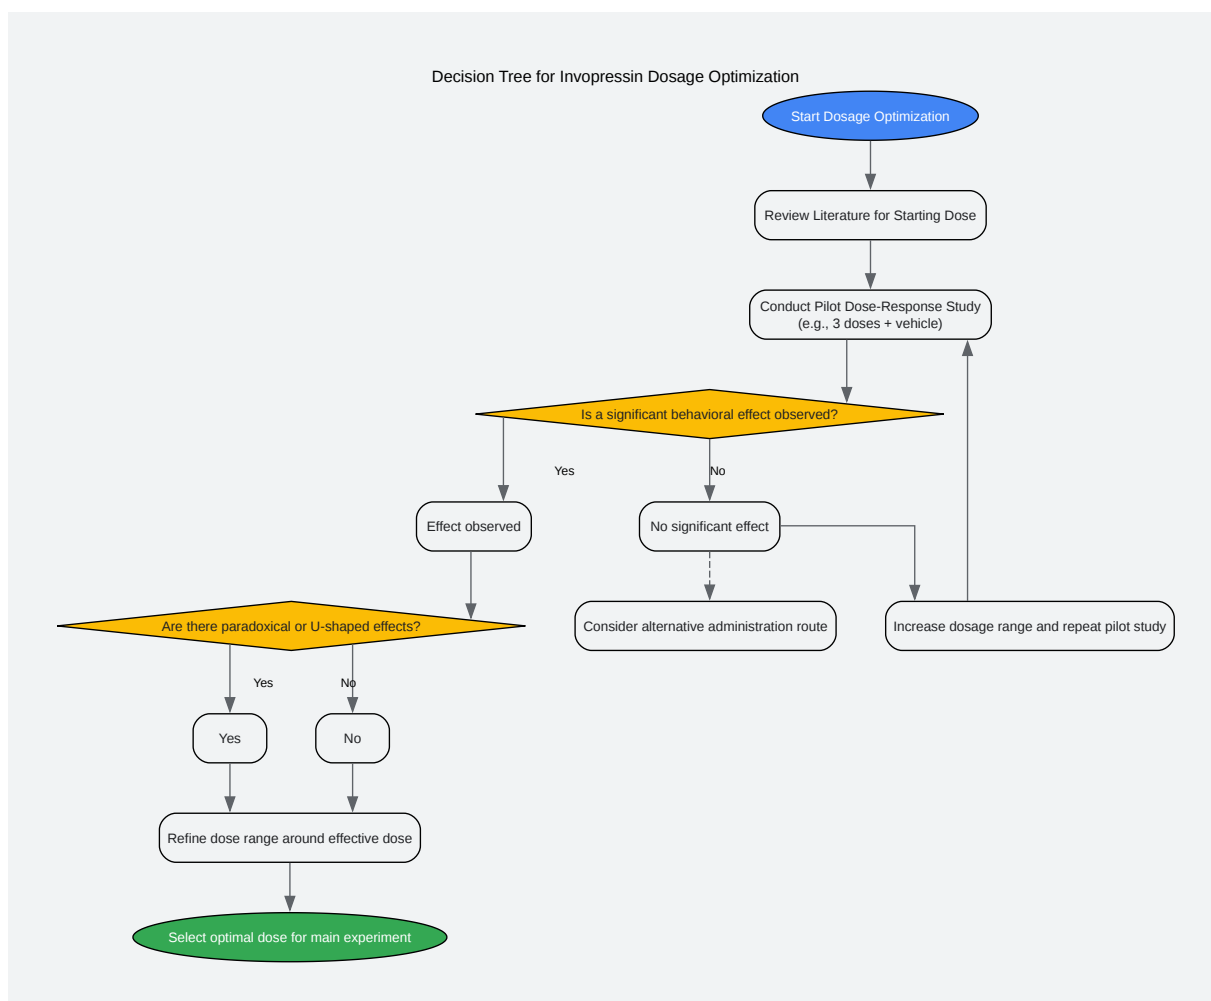 Decision Tree for Invopressin Dosage Optimization
Start Dosage Optimization
Review Literature for Starting Dose
Conduct Pilot Dose-Response Study
(e.g., 3 doses + vehicle)
Is a significant behavioral effect observed?
Yes
No
Effect observed
No significant effect
Are there paradoxical or U-shaped effects?
Consider alternative administration route
Increase dosage range and repeat pilot study
Yes
No
Yes
No
Refine dose range around effective dose
Select optimal dose for main experiment